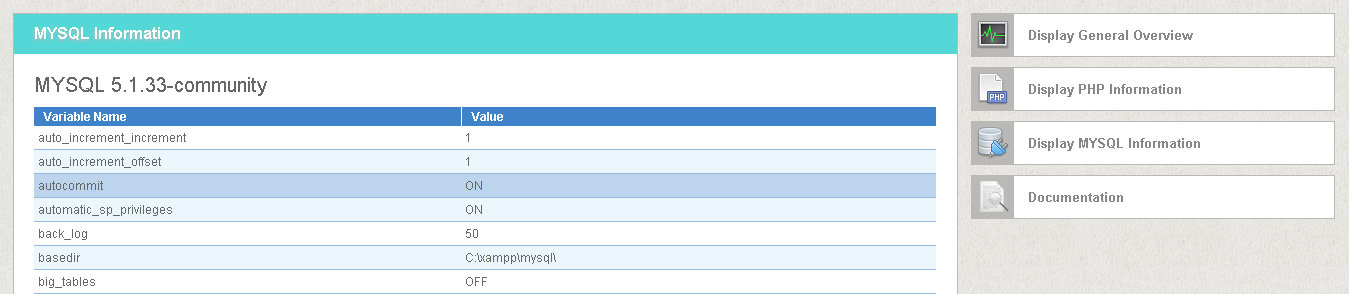 MYSQL Information
MYSQL 5.1.33-community
Variable Name Value
auto_increment_increment 1
auto_increment_offset 1
autocommit ON
automatic_sp_privileges ON
back_log 50
basedir C:\xampp\mysql\
big_tables OFF
Display General Overview
PHP Display PHP Information
Display MYSQL Information
Documentation